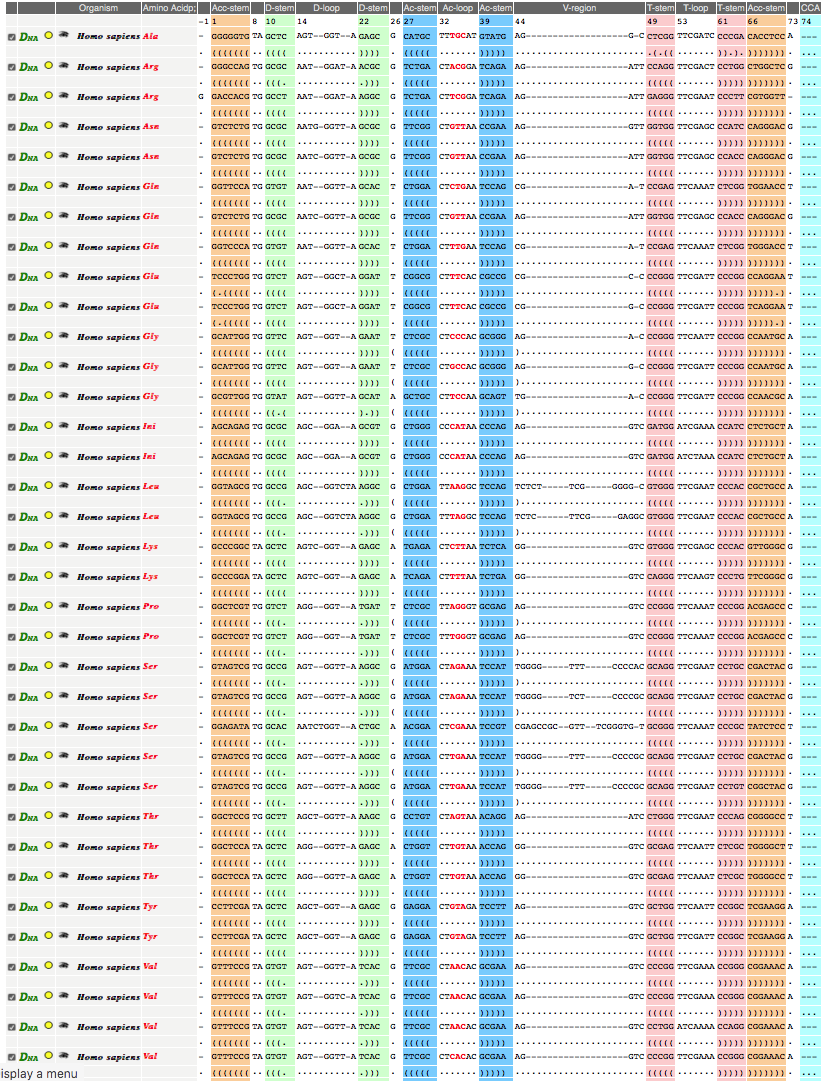 Organism Amino Acid Acc-stem D-stem D-loop D-stem Ac-stem Ac-loop Ac-stem V-region T-stem T-loop T-stem Acc-stem CCA
-1 1 8 10 14 22 26 27 32 39 44 49 53 61 66 73 74
DNA Homo sapiens Ala - GGGGGTG TA GCTC AGT--GGT--A GAGC G CATGC TTTGCAT GTATG AG--------------------G-C CTCGG TTCGATC CCCGA CACCTCC A ---
DNA Homo sapiens Arg - GGGCCAG TG GCGC AAT--GGAT-A ACGC G TCTGA CTACGGA TCAGA AG--------------------ATT CCAGG TTCGACT CCTGG CTGGCTC G ---
DNA Homo sapiens Arg G GACCACG TG GCCT AAT--GGAT-A AGGC G TCTGA CTTCGGA TCAGA AG--------------------ATT GAGGG TTCGAAT CCCTT CGTGGTT - ---
DNA Homo sapiens Asn - GTCTCTG TG GCGC AATG-GGTT-A GCGC G TTCGG CTGTTAA CCGAA AG--------------------GTT GGTGG TTCGAGC CCATC CAGGGAC G ---
DNA Homo sapiens Asn - GTCTCTG TG GCGC AATC-GGTT-A GCGC G TTCGG CTGTTAA CCGAA AG--------------------ATT GGTGG TTCGAGC CCACC CAGGGAC G ---
DNA Homo sapiens Gln - GGTTCCA TG GTGT AAT--GGTT-A GCAC T CTGGA CTCTGAA TCCAG CG--------------------A-T CCGAG TTCAAAT CTCGG TGGAACC T ---
DNA Homo sapiens Gln - GTCTCTG TG GCGC AATC-GGTT-A GCGC G TTCGG CTGTTAA CCGAA AG--------------------ATT GGTGG TTCGAGC CCACC CAGGGAC G ---
DNA Homo sapiens Gln - GGTCCCA TG GTGT AAT--GGTT-A GCAC T CTGGA CTTTGAA TCCAG CG--------------------A-T CCGAG TTCAAAT CTCGG TGGGACC T ---
DNA Homo sapiens Glu - TCCCTGG TG GTCT AGT--GGCT-A GGAT T CGGCG CTTTCAC CGCCG CG--------------------C-C CCGGG TTCGATT CCCGG CCAGGAA T ---
DNA Homo sapiens Glu - TCCCTGG TG GTCT AGT--GGCT-A GGAT T CGGCG CTTTCAC CGCCG CG--------------------G-C CCGGG TTCGATT CCCGG TCAGGAA T ---
DNA Homo sapiens Gly - GCATTGG TG GTTC AGT--GGT--A GAAT T CTCGC CTCCCAC GCGGG AG--------------------A-C CCGGG TTCAATT CCCGG CCAATGC A ---
DNA Homo sapiens Gly - GCATTGG TG GTTC AGT--GGT--A GAAT T CTCGC CTGCCAC GCGGG AG--------------------G-C CCGGG TTCGATT CCCGG CCAATGC A ---
DNA Homo sapiens Gly - GCGTTGG TG GTAT AGT--GGTT-A GCAT A GCTGC CTTCCAA GCAGT TG--------------------A-C CCGGG TTCGATT CCCGG CCAACGC A ---
DNA Homo sapiens Ini - AGCAGAG TG GCGC AGC--GGA--A GCGT G CTGGG CCCATAA CCCAG AG--------------------GTC GATGG ATCGAAA CCATC CTCTGCT A ---
DNA Homo sapiens Ini - AGCAGAG TG GCGC AGC--GGA--A GCGT G CTGGG CCCATAA CCCAG AG--------------------GTC GATGG ATCTAAA CCATC CTCTGCT A ---
DNA Homo sapiens Leu - GGTAGCG TG GCCG AGC--GGTCTA AGGC G CTGGA TTAAGGC TCCAG TCTCT------TCG------GGGG-C GTGGG TTCGAAT CCCAC CGCTGCC A ---
DNA Homo sapiens Leu - GGTAGCG TG GCCG AGC--GGTCTA AGGC G CTGGA TTTAGGC TCCAG TCTC------TTCG------GAGGC GTGGG TTCGAAT CCCAC CGCTGCC A ---
DNA Homo sapiens Lys - GCCCGGC TA GCTC AGTC-GGT--A GAGC A TGAGA CTCTTAA TCTCA GG--------------------GTC GTGGG TTCGAGC CCCAC GTTGGGC G ---
DNA Homo sapiens Lys - GCCCGGA TA GCTC AGTC-GGT--A GAGC A TCAGA CTTTTAA TCTGA GG--------------------GTC CAGGG TTCAAGT CCCTG TTCGGGC G ---
DNA Homo sapiens Pro - GGCTCGT TG GTCT AGG--GGT--A TGAT T CTCGC TTAGGGT GCGAG AG--------------------GTC CCGGG TTCAAAT CCCGG ACGAGCC C ---
DNA Homo sapiens Pro - GGCTCGT TG GTCT AGG--GGT--A TGAT T CTCGC TTTGGGT GCGAG AG--------------------GTC CCGGG TTCAAAT CCCGG ACGAGCC C ---
DNA Homo sapiens Ser - GTAGTCG TG GCCG AGT--GGTT-A AGGC G ATGGA CTAGAAA TCCAT TGGGG------TTT-----CCCCAC GCAGG TTCGAAT CCTGC CGACTAC G ---
DNA Homo sapiens Ser - GTAGTCG TG GCCG AGT--GGTT-A AGGC G ATGGA CTAGAAA TCCAT TGGGG------TCT-----CCCCGC GCAGG TTCGAAT CCTGC CGACTAC G ---
DNA Homo sapiens Ser - GGAGATA TG GCAC AATCTGGT--A CTGC A ACGGA CTCGAAA TCCGT CGAGCCGC--GTT--TCGGGTG-T GCGGG TTCAAAT CCCGC TATCTCC T ---
DNA Homo sapiens Ser - GTAGTCG TG GCCG AGT--GGTT-A AGGC G ATGGA CTTGAAA TCCAT TGGGG------TTT-----CCCCGC GCAGG TTCGAAT CCTGC CGACTAC G ---
DNA Homo sapiens Ser - GTAGTCG TG GCCG AGT--GGTT-A AGGC G ATGGA CTTGAAA TCCAT TGGGG------TTT-----CCCCGC GCAGG TTCGAAT CCTGT CGGCTAC G ---
DNA Homo sapiens Thr - GGCTCCG TG GCTT AGCT-GGTT-A AAGC G CCTGT CTAGTAA ACAGG AG--------------------ATC CTGGG TTCGAAT CCCAG CGGGGCC T ---
DNA Homo sapiens Thr - GGCTCCA TG GCTC AGG--GGTT-A GAGC A CTGGT CTTGTAA ACCAG GG--------------------GTC GCGAG TTCAATT CTCGC TGGGGCT T ---
DNA Homo sapiens Thr - GGCTCCA TA GCTC AGG--GGTT-A GAGC A CTGGT CTTGTAA ACCAG GG--------------------GTC GCGAG TTCAAAT CTCGC TGGGGCC T ---
DNA Homo sapiens Tyr - CCTTCGA TA GCTC AGCT-GGT--A GAGC G GAGGA CTGTAGA TCCTT AG--------------------GTC GCTGG TTCAATT CCGGC TCGAAGG A ---
DNA Homo sapiens Tyr - CCTTCGA TA GCTC AGCT-GGT--A GAGC G GAGGA CTGTAGA TCCTT AG--------------------GTC GCTGG TTCGAAT CCGGC TCGAAGG A ---
DNA Homo sapiens Val - GTTTCCG TA GTGT AGT--GGTT-A TCAC G TTCGC CTAACAC GCGAA AG--------------------GTC CCCGG TTCGAAA CCGGG CGGAAAC A ---
DNA Homo sapiens Val - GTTTCCG TA GTGT AGT--GGTT-A TCAC G TTCGC CTAACAC GCGAA AG--------------------GTC CCCGG TTCGAAA CCGGG CGGAAAC A ---
DNA Homo sapiens Val - GTTTCCG TA GTGT AGT--GGTT-A TCAC G TTCGC CTAACAC GCGAA AG--------------------GTC CCTGG ATCAAAA CCAGG CGGAAAC A ---
DNA Homo sapiens Val - GTTTCCG TA GTGT AGT--GGTT-A TCAC G TTCGC CTCACAC GCGAA AG--------------------GTC CCCGG TTCGAAA CCGGG CGGAAAC A ---
isplay a menu